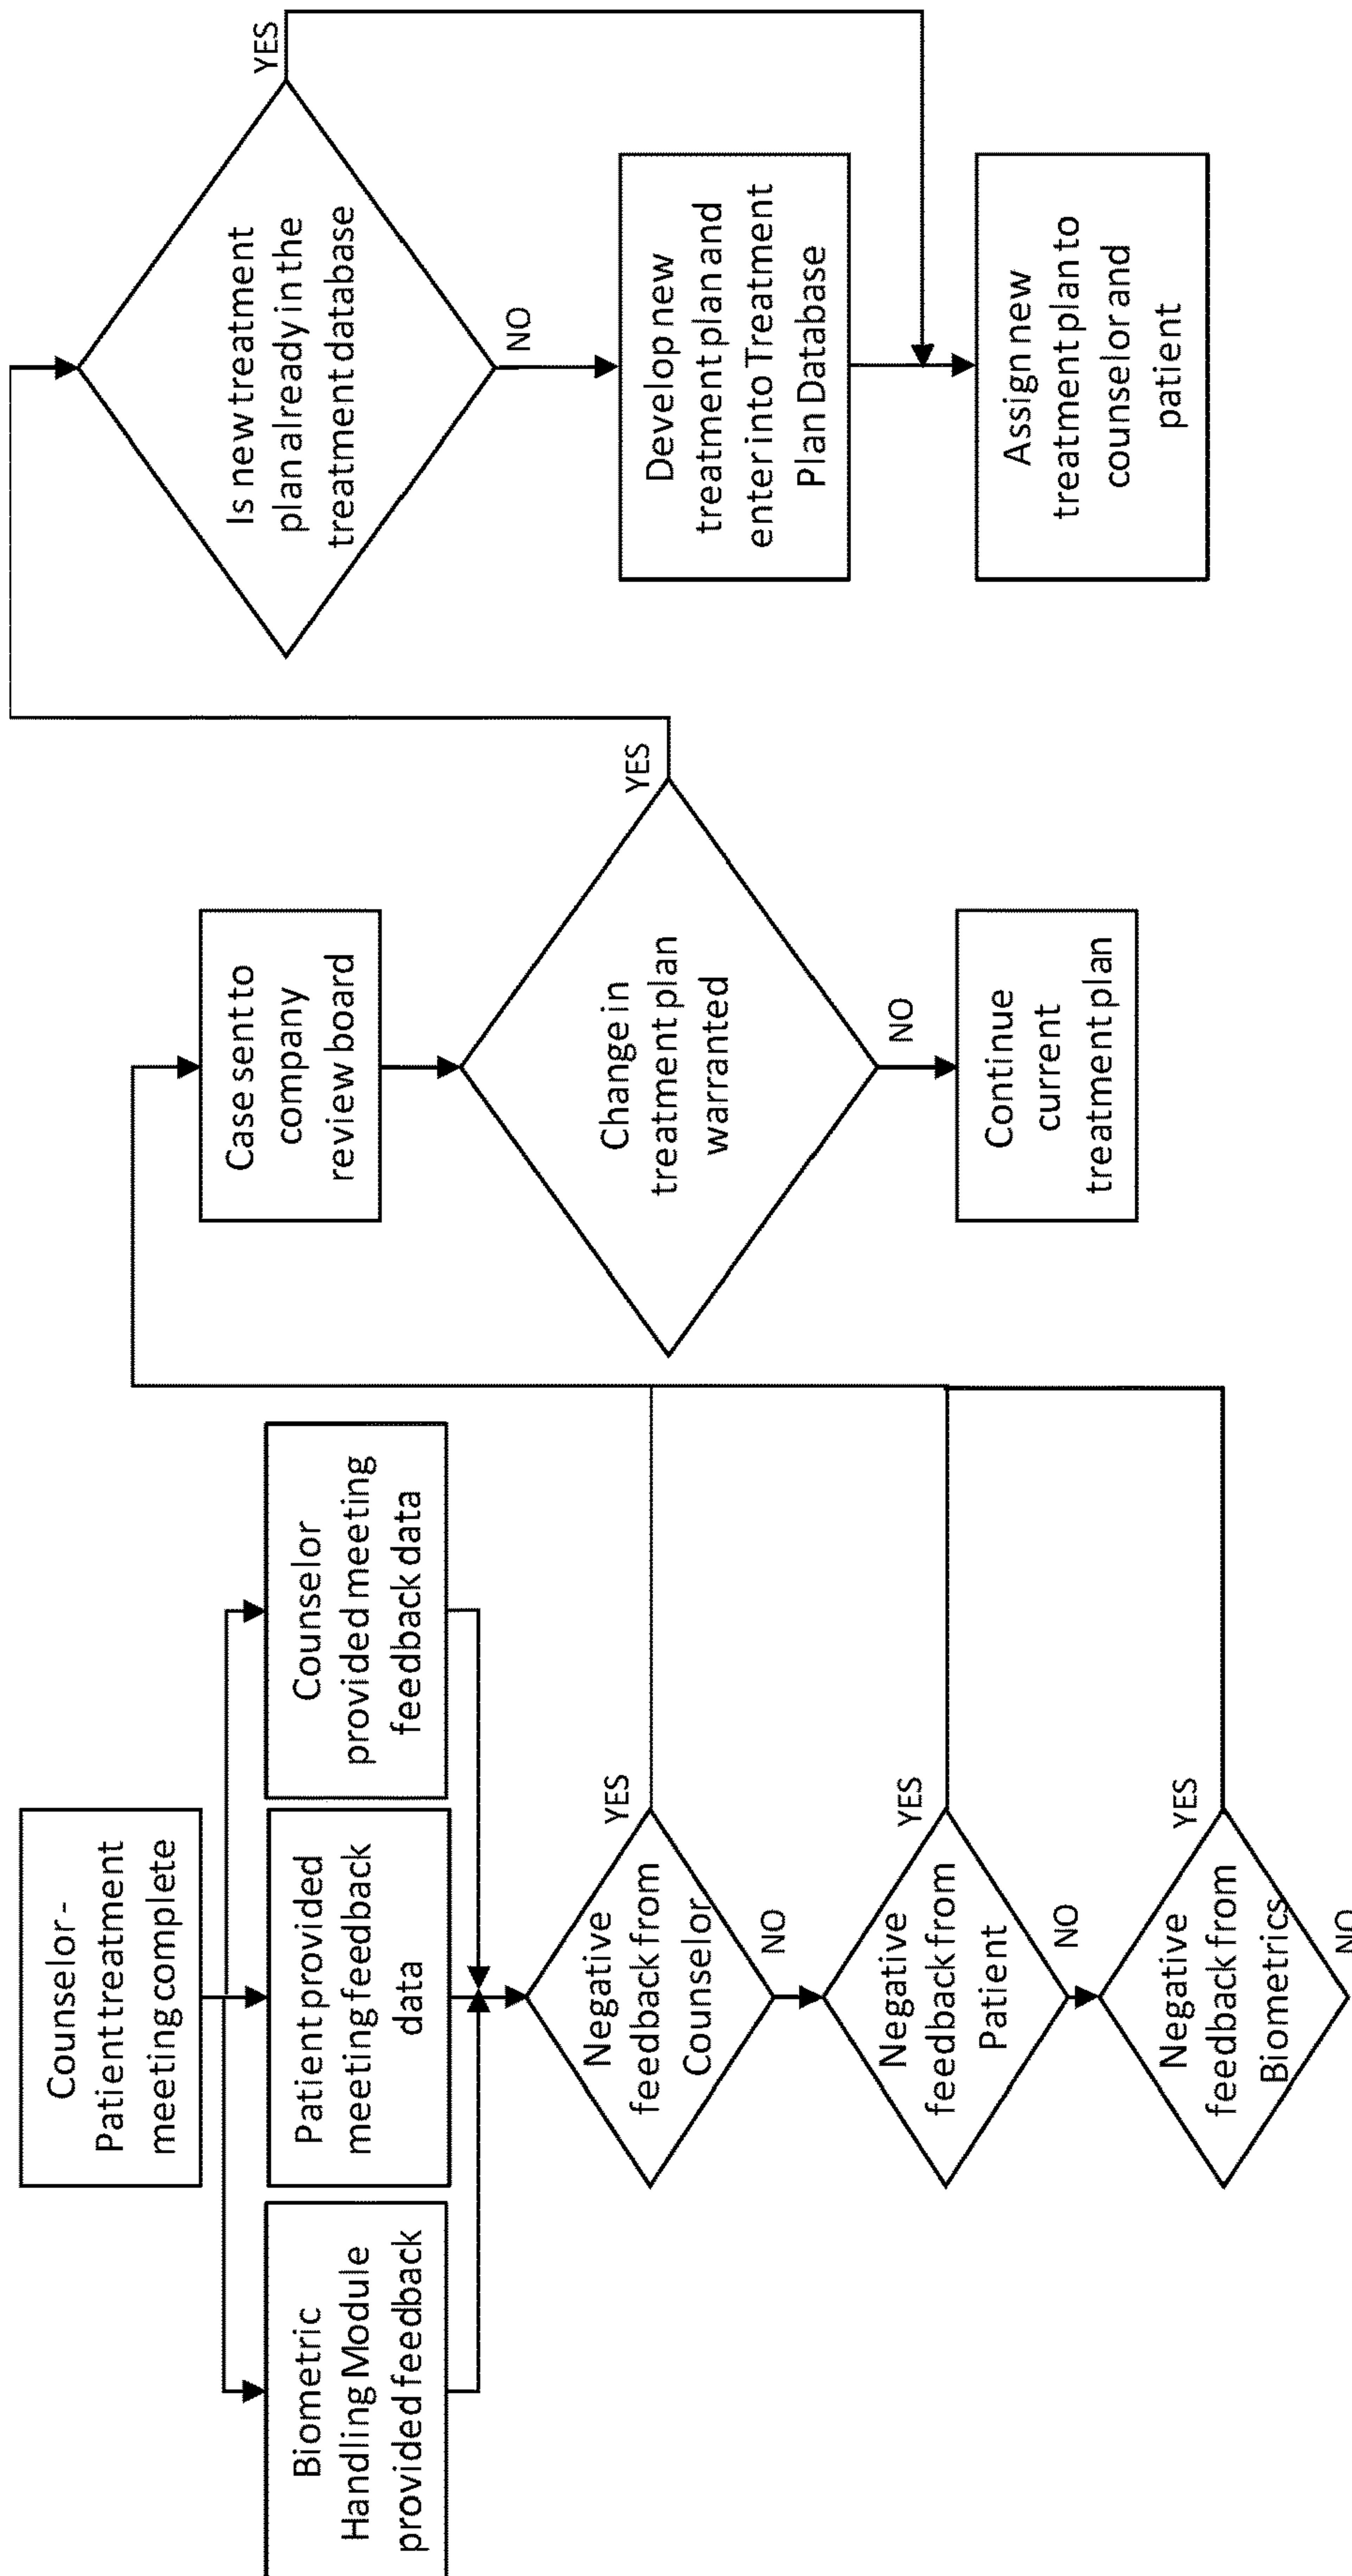 Counselor-
Patient treatment
meeting complete
Biometric
Handling Module
provided feedback
Patient provided
meeting feedback
data
Counselor
provided meeting
feedback data
Negative
feedback from
Counselor
YES
NO
Negative
feedback from
Patient
YES
NO
Negative
feedback from
Biometrics
YES
NO
Case sent to
company
review board
Change in
treatment plan
warranted
YES
NO
Continue
current
treatment plan
Is new treatment
plan already in the
treatment database
YES
NO
Develop new
treatment plan and
enter into Treatment
Plan Database
Assign new
treatment plan to
counselor and
patient